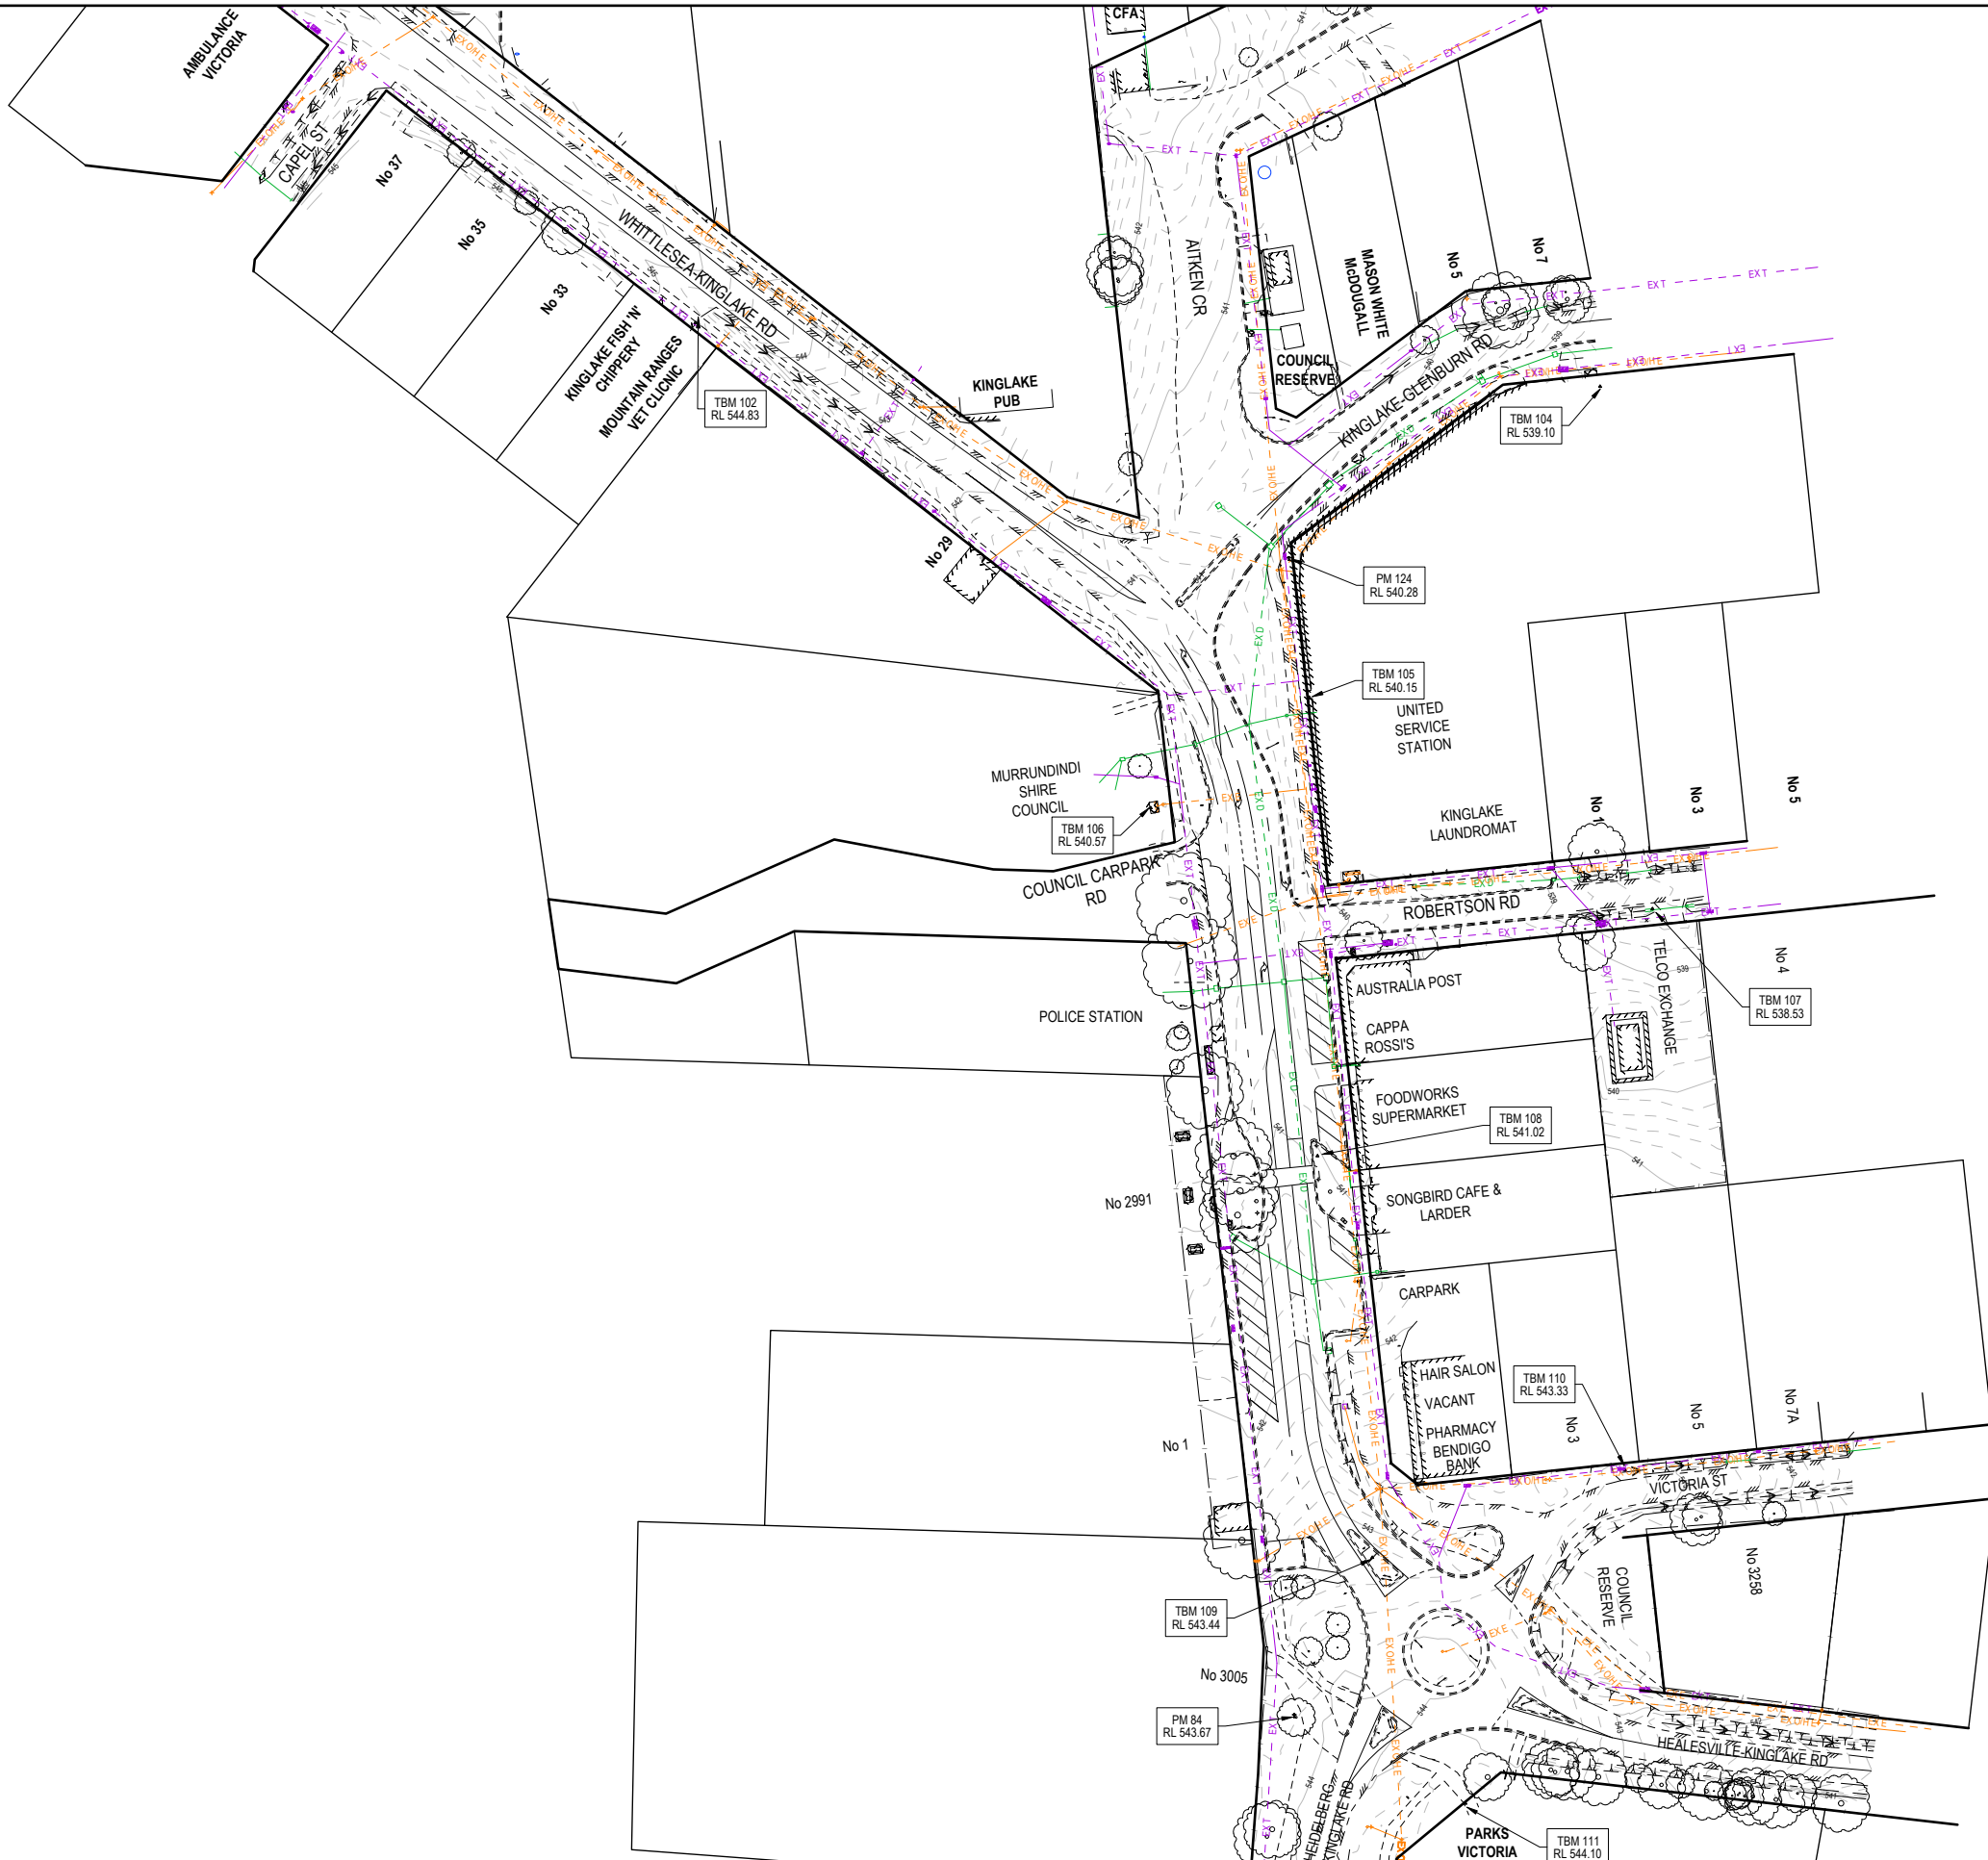 AMBULANCE
VICTORIA
CFA
CAPEL ST
No 37
No 35
No 33
KINGLAKE FISH 'N'
CHIPPERY
MOUNTAIN RANGES
VET CLICNIC
WHITTLESEA-KINGLAKE RD
TBM 102
RL 544.83
KINGLAKE
PUB
AITKEN CR
MASON WHITE
McDOUGALL
No 5
No 7
COUNCIL
RESERVE
KINGLAKE-GLENBURN RD
TBM 104
RL 539.10
No 29
PM 124
RL 540.28
TBM 105
RL 540.15
UNITED
SERVICE
STATION
MURRUNDINDI
SHIRE
COUNCIL
TBM 106
RL 540.57
KINGLAKE
LAUNDROMAT
No 1
No 3
No 5
COUNCIL CARPARK
RD
ROBERTSON RD
POLICE STATION
AUSTRALIA POST
CAPPA
ROSSI'S
TELCO EXCHANGE
No 4
TBM 107
RL 538.53
FOODWORKS
SUPERMARKET
TBM 108
RL 541.02
No 2991
SONGBIRD CAFE &
LARDER
CARPARK
HAIR SALON
VACANT
PHARMACY
BENDIGO
BANK
TBM 110
RL 543.33
No 3
No 5
No 7A
No 1
VICTORIA ST
COUNCIL
RESERVE
No 3258
TBM 109
RL 543.44
No 3005
PM 84
RL 543.67
HEALESVILLE-KINGLAKE RD
HEIDELBERG
KINGLAKE RD
PARKS
VICTORIA
TBM 111
RL 544.10